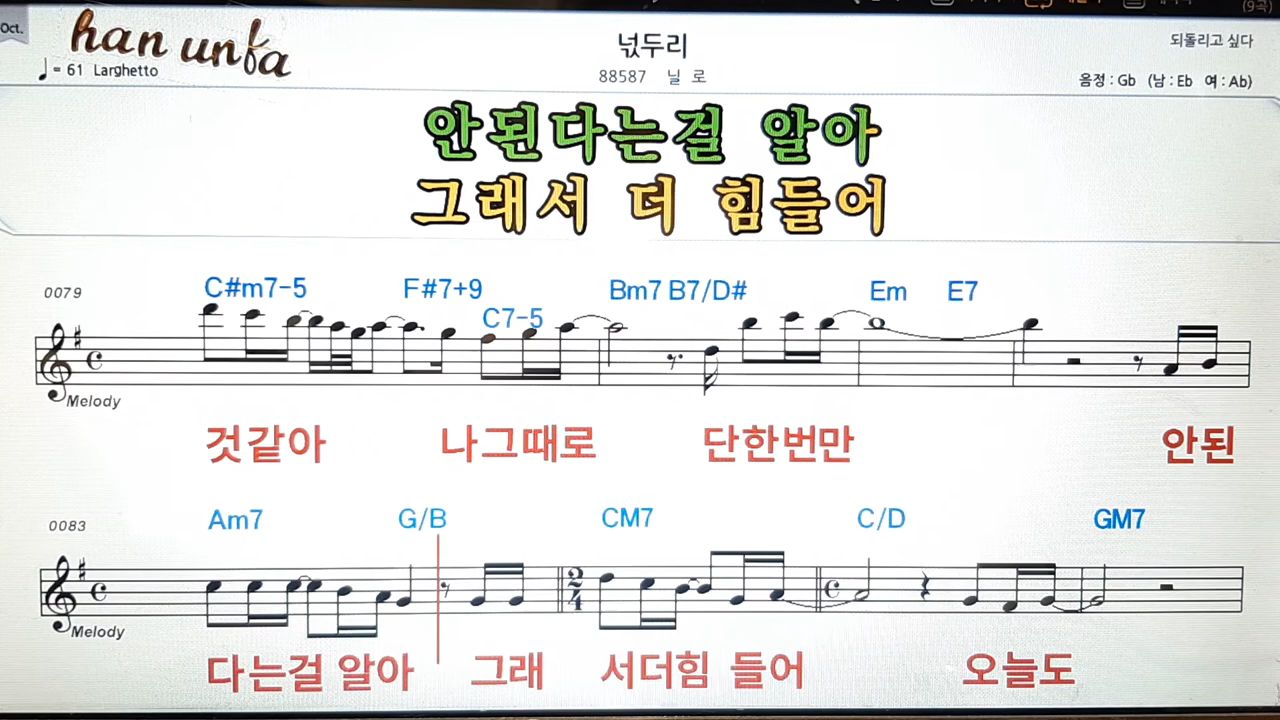 Oct.
han unfa
(9곡)
♩ = 61 Larghetto
넋두리
88587 닐 로
되돌리고 싶다
음정 : Gb (남 : Eb 여 : Ab)
안된다는걸 알아
그래서 더 힘들어
0079
C#m7-5 F#7+9 C7-5 Bm7 B7/D# Em E7
Melody
것같아 나그때로 단한번만 안된
0083
Am7 G/B CM7 C/D GM7
2/4
Melody
다는걸 알아 그래 서더힘 들어 오늘도